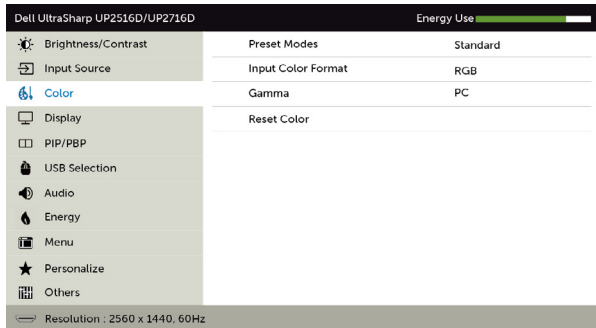 Dell UltraSharp UP2516D/UP2716D Energy Use
Brightness/Contrast Preset Modes Standard
Input Source Input Color Format RGB
Color Gamma PC
Display Reset Color
PIP/PBP
USB Selection
Audio
Energy
Menu
Personalize
Others
Resolution : 2560 x 1440, 60Hz